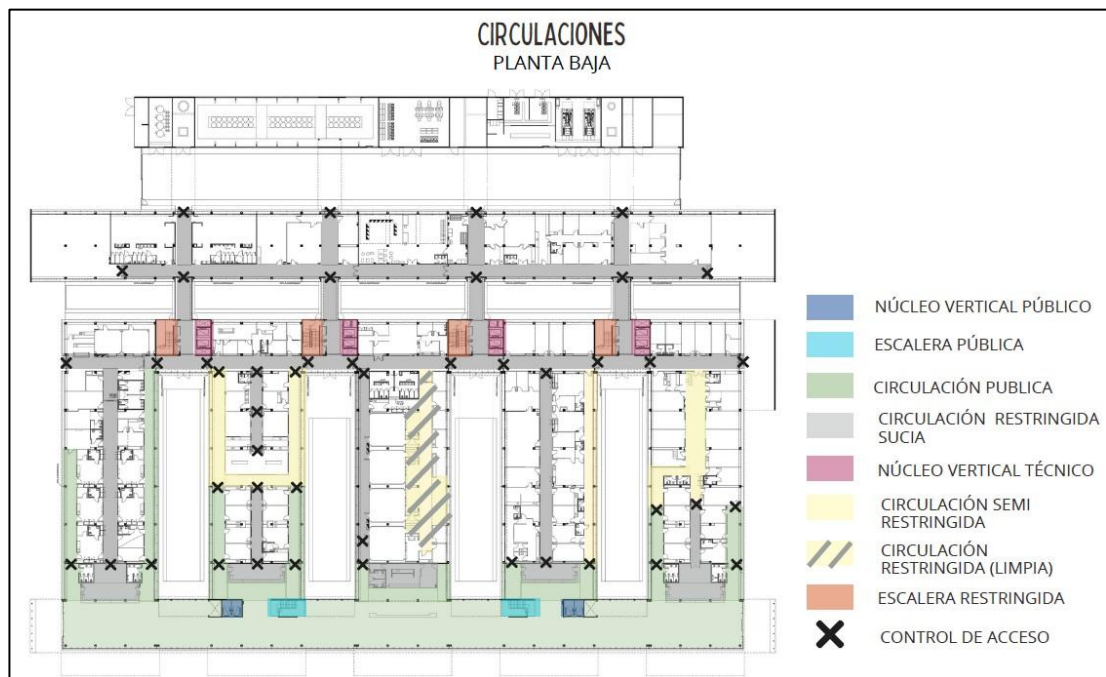 CIRCULACIONES
PLANTA BAJA
NÚCLEO VERTICAL PÚBLICO
ESCALERA PÚBLICA
CIRCULACIÓN PUBLICA
CIRCULACIÓN RESTRINGIDA
SUCIA
NÚCLEO VERTICAL TÉCNICO
CIRCULACIÓN SEMI
RESTRINGIDA
CIRCULACIÓN
RESTRINGIDA (LIMPIA)
ESCALERA RESTRINGIDA
CONTROL DE ACCESO